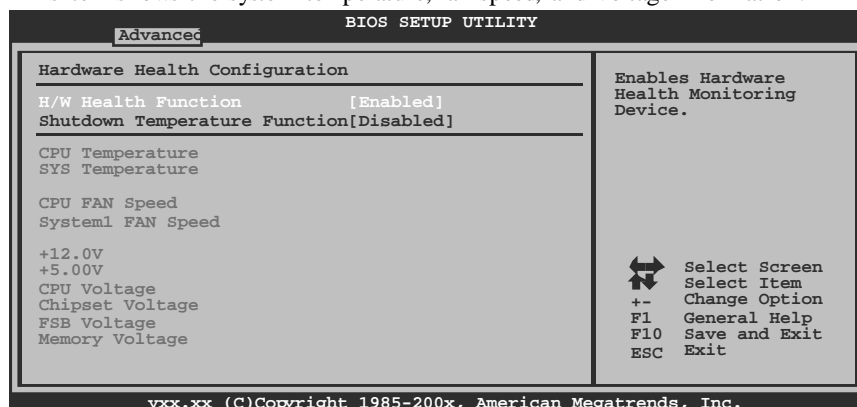 BIOS SETUP UTILITY
Advanced
Hardware Health Configuration
H/W Health Function [Enabled]
Shutdown Temperature Function[Disabled]
CPU Temperature
SYS Temperature
CPU FAN Speed
System1 FAN Speed
+12.0V
+5.00V
CPU Voltage
Chipset Voltage
FSB Voltage
Memory Voltage
Enables Hardware
Health Monitoring
Device.
Select Screen
Select Item
+- Change Option
F1 General Help
F10 Save and Exit
ESC Exit
vxx.xx (C)Copyright 1985-200x, American Megatrends, Inc.